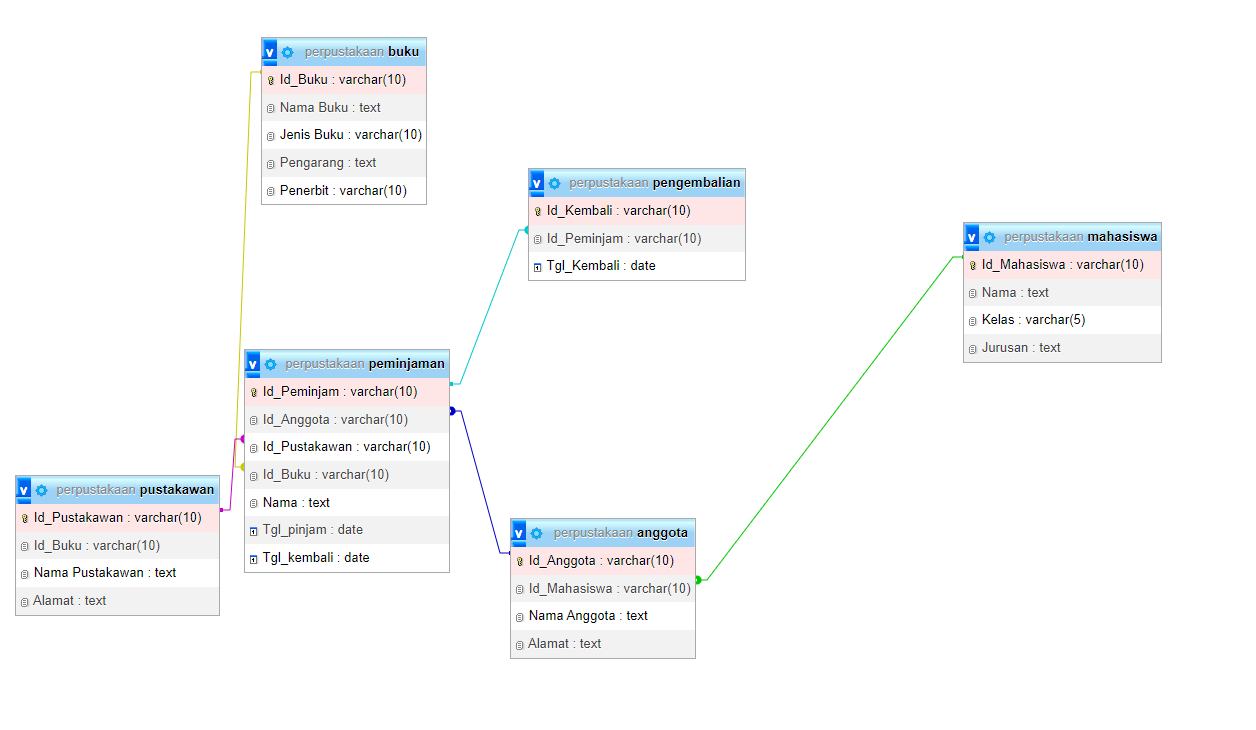 v perpustakaan buku
Id_Buku : varchar(10)
Nama Buku : text
Jenis Buku : varchar(10)
Pengarang : text
Penerbit : varchar(10)
v perpustakaan pengembalian
Id_Kembali : varchar(10)
Id_Peminjam : varchar(10)
Tgl_Kembali : date
v perpustakaan mahasiswa
Id_Mahasiswa : varchar(10)
Nama : text
Kelas : varchar(5)
Jurusan : text
v perpustakaan peminjaman
Id_Peminjam : varchar(10)
Id_Anggota : varchar(10)
Id_Pustakawan : varchar(10)
Id_Buku : varchar(10)
Nama : text
Tgl_pinjam : date
Tgl_kembali : date
v perpustakaan pustakawan
Id_Pustakawan : varchar(10)
Id_Buku : varchar(10)
Nama Pustakawan : text
Alamat : text
v perpustakaan anggota
Id_Anggota : varchar(10)
Id_Mahasiswa : varchar(10)
Nama Anggota : text
Alamat : text